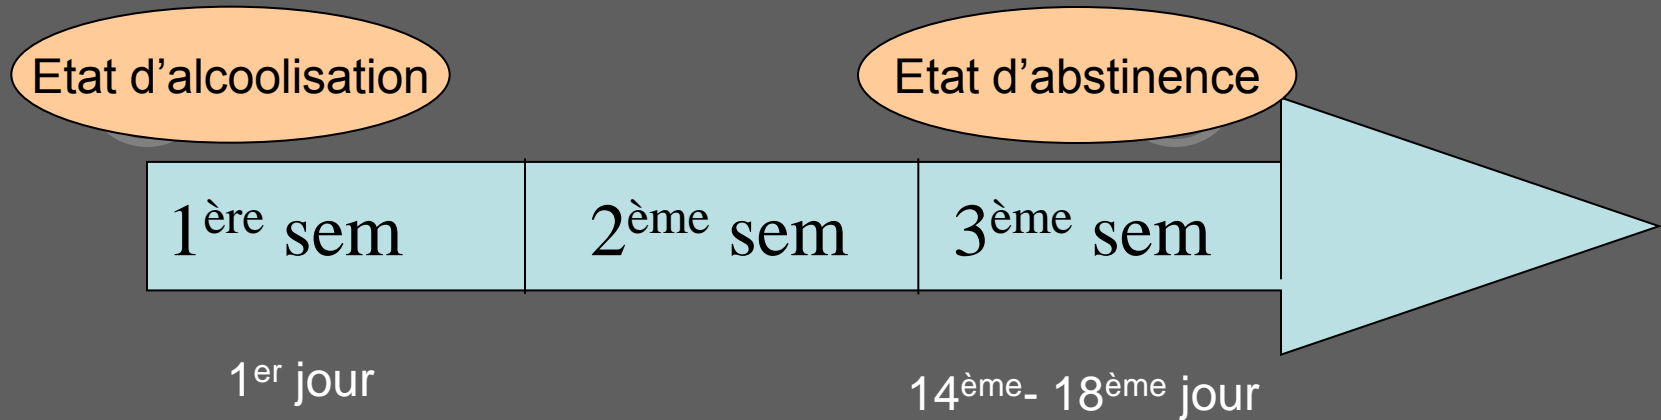 Etat d’alcoolisation
Etat d’abstinence
1ère sem
2ème sem
3ème sem
1er jour
14ème- 18ème jour